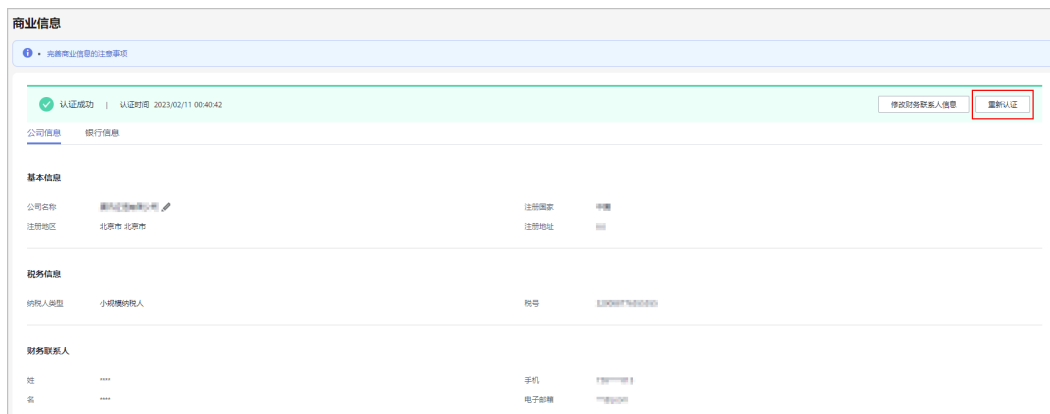 商业信息
• 完善商业信息的注意事项
认证成功 | 认证时间 2023/02/11 00:40:42 修改财务联系人信息 重新认证
公司信息 银行信息
基本信息
公司名称 注册国家 中国
注册地区 北京市 北京市 注册地址
税务信息
纳税人类型 小规模纳税人 税号
财务联系人
姓 **** 手机
名 **** 电子邮箱